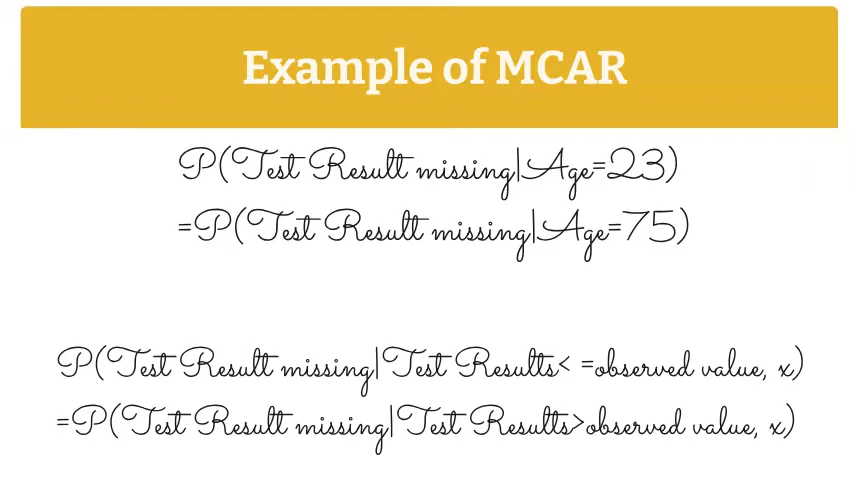 Example of MCAR
P(Test Result missing|Age=23)
=P(Test Result missing|Age=75)
P(Test Result missing|Test Results< =observed value, x)
=P(Test Result missing|Test Results>observed value, x)